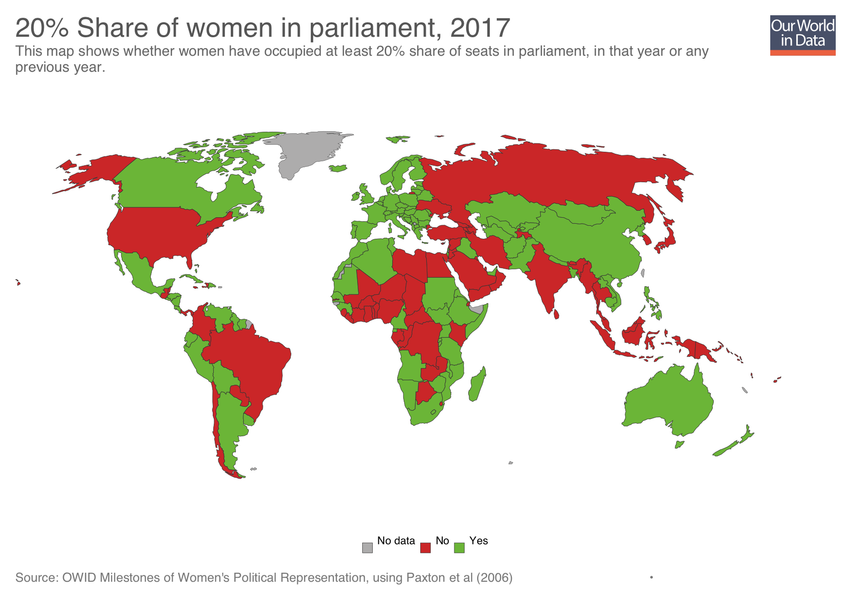 20% Share of women in parliament, 2017
Our World
in Data
This map shows whether women have occupied at least 20% share of seats in parliament, in that year or any
previous year.
No data
No
Yes
Source: OWID Milestones of Women's Political Representation, using Paxton et al (2006)